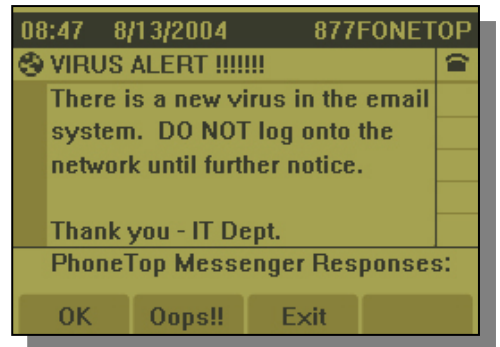 08:47 8/13/2004 877FONETOP
VIRUS ALERT !!!!!!!
There is a new virus in the email
system. DO NOT log onto the
network until further notice.
Thank you - IT Dept.
PhoneTop Messenger Responses:
OK Oops!! Exit